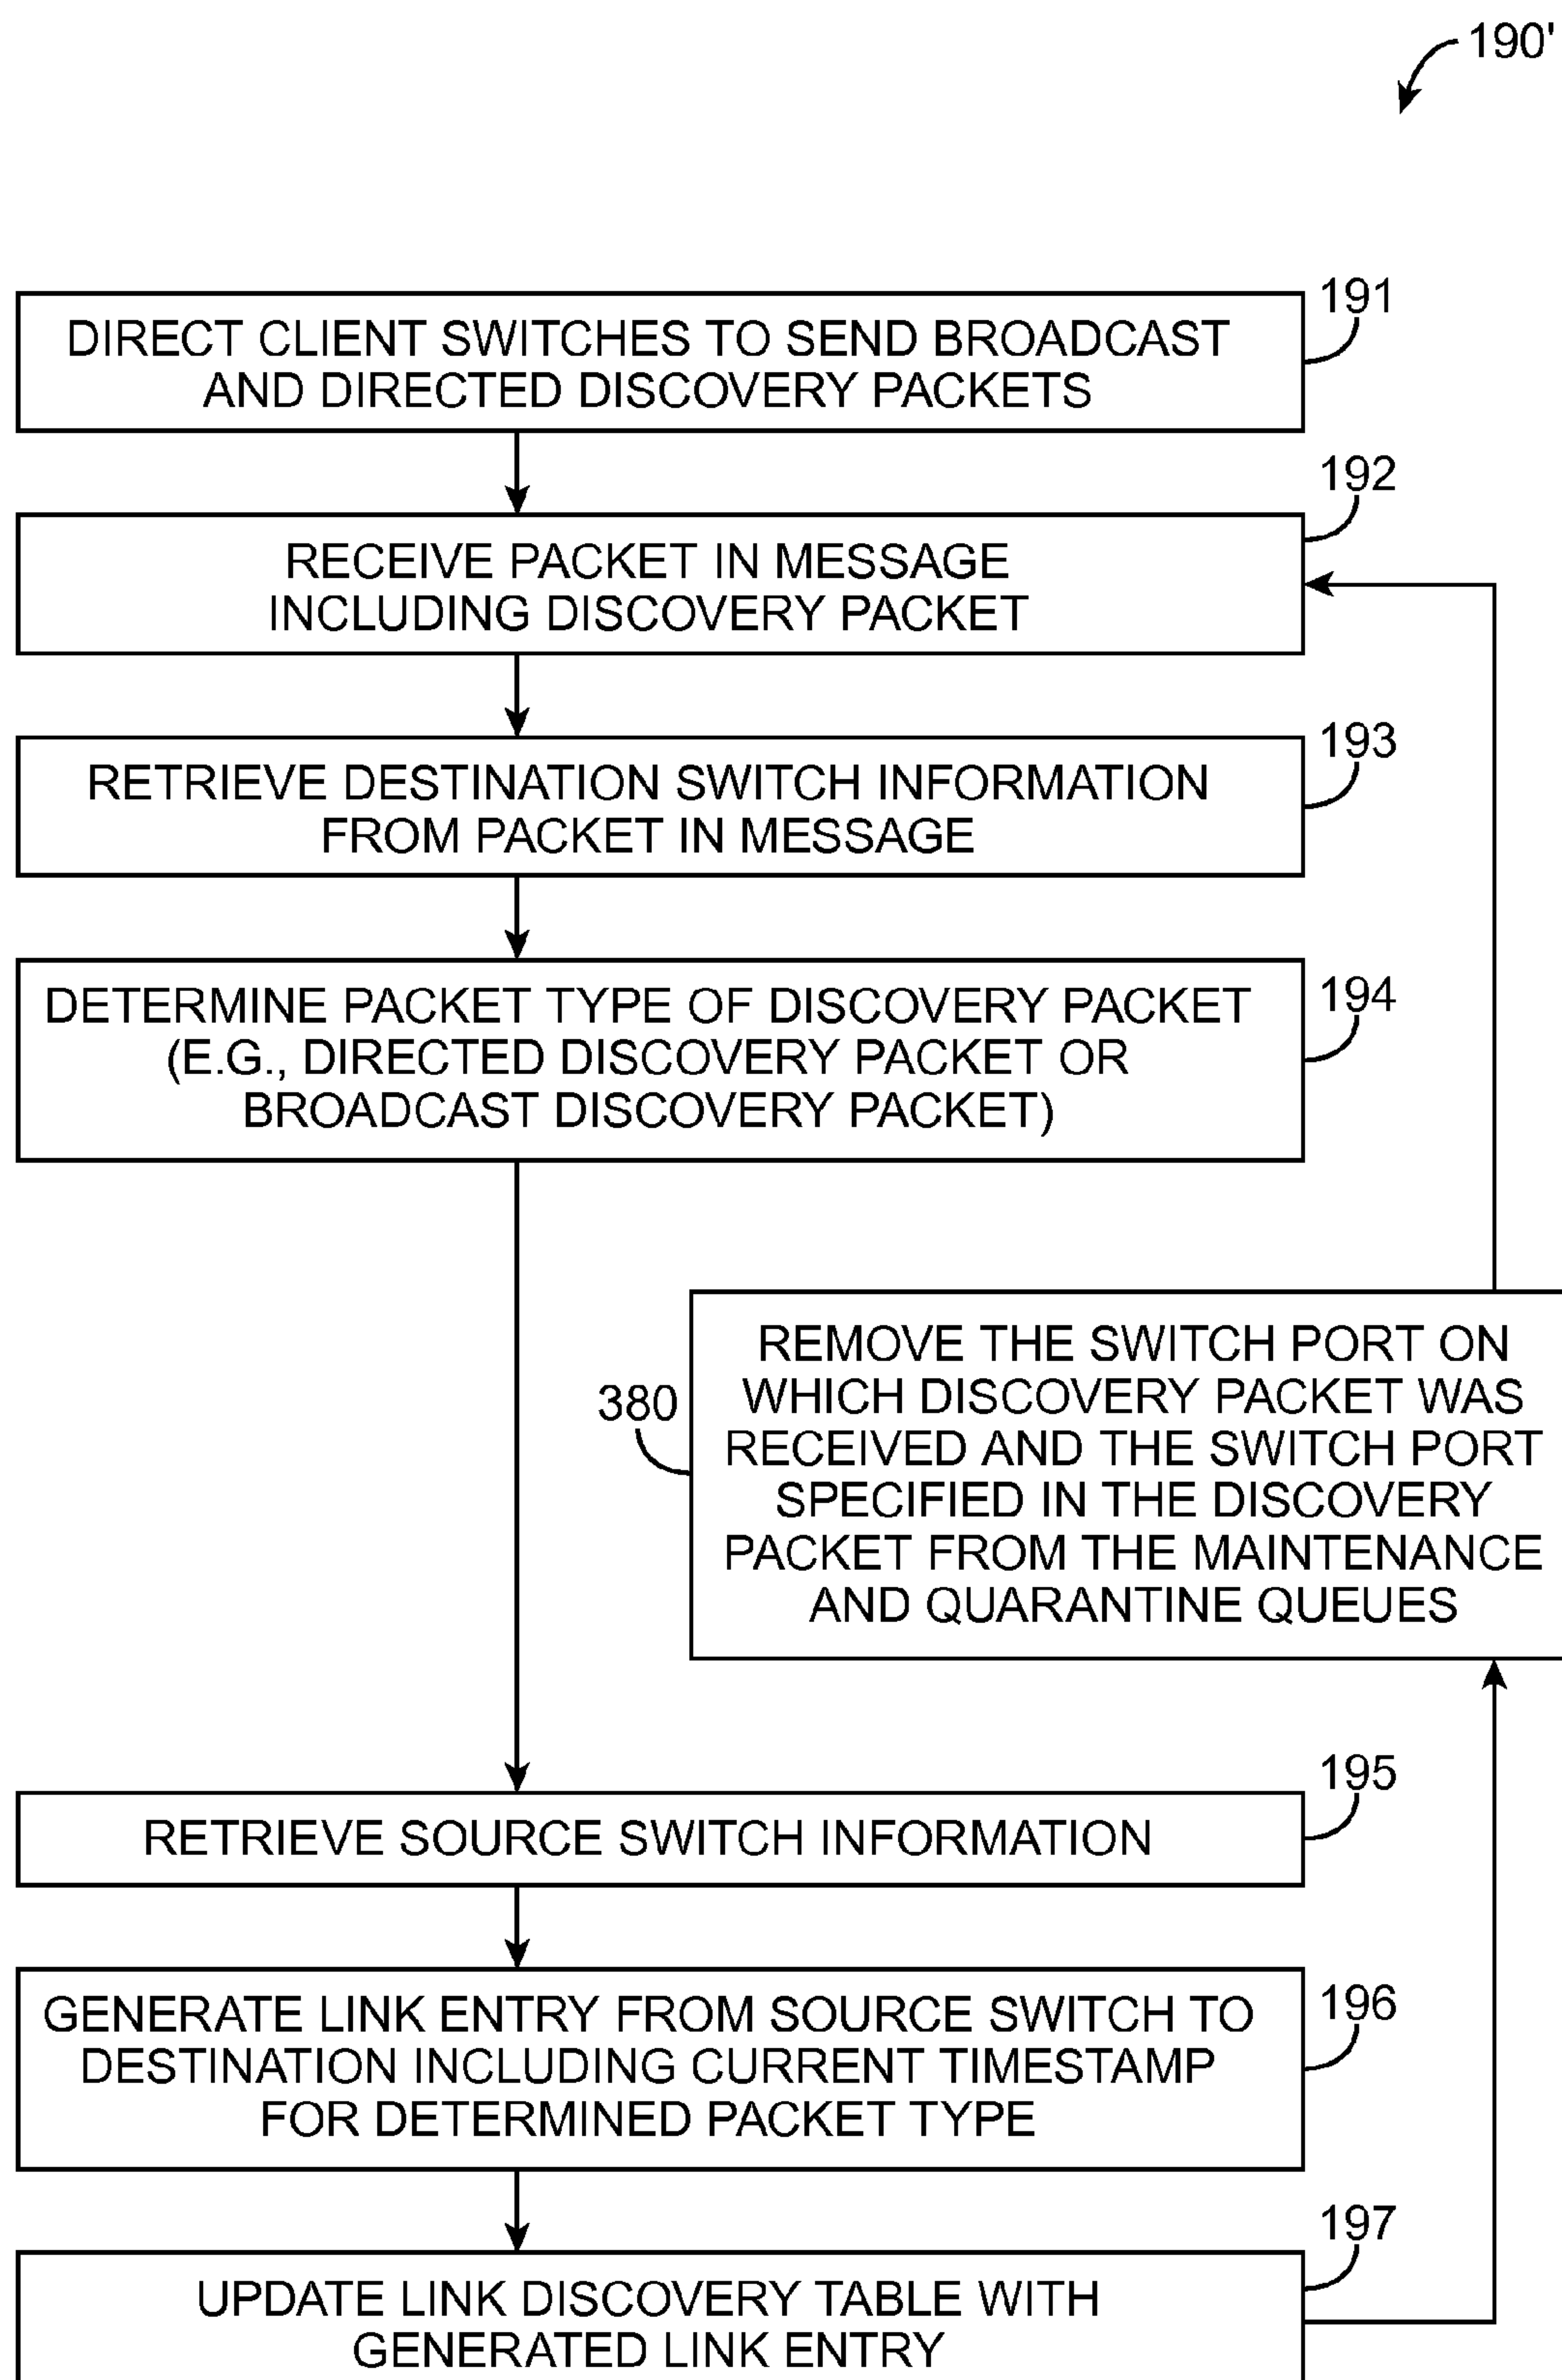 190'
191
DIRECT CLIENT SWITCHES TO SEND BROADCAST
AND DIRECTED DISCOVERY PACKETS
192
RECEIVE PACKET IN MESSAGE
INCLUDING DISCOVERY PACKET
193
RETRIEVE DESTINATION SWITCH INFORMATION
FROM PACKET IN MESSAGE
194
DETERMINE PACKET TYPE OF DISCOVERY PACKET
(E.G., DIRECTED DISCOVERY PACKET OR
BROADCAST DISCOVERY PACKET)
380
REMOVE THE SWITCH PORT ON
WHICH DISCOVERY PACKET WAS
RECEIVED AND THE SWITCH PORT
SPECIFIED IN THE DISCOVERY
PACKET FROM THE MAINTENANCE
AND QUARANTINE QUEUES
195
RETRIEVE SOURCE SWITCH INFORMATION
196
GENERATE LINK ENTRY FROM SOURCE SWITCH TO
DESTINATION INCLUDING CURRENT TIMESTAMP
FOR DETERMINED PACKET TYPE
197
UPDATE LINK DISCOVERY TABLE WITH
GENERATED LINK ENTRY